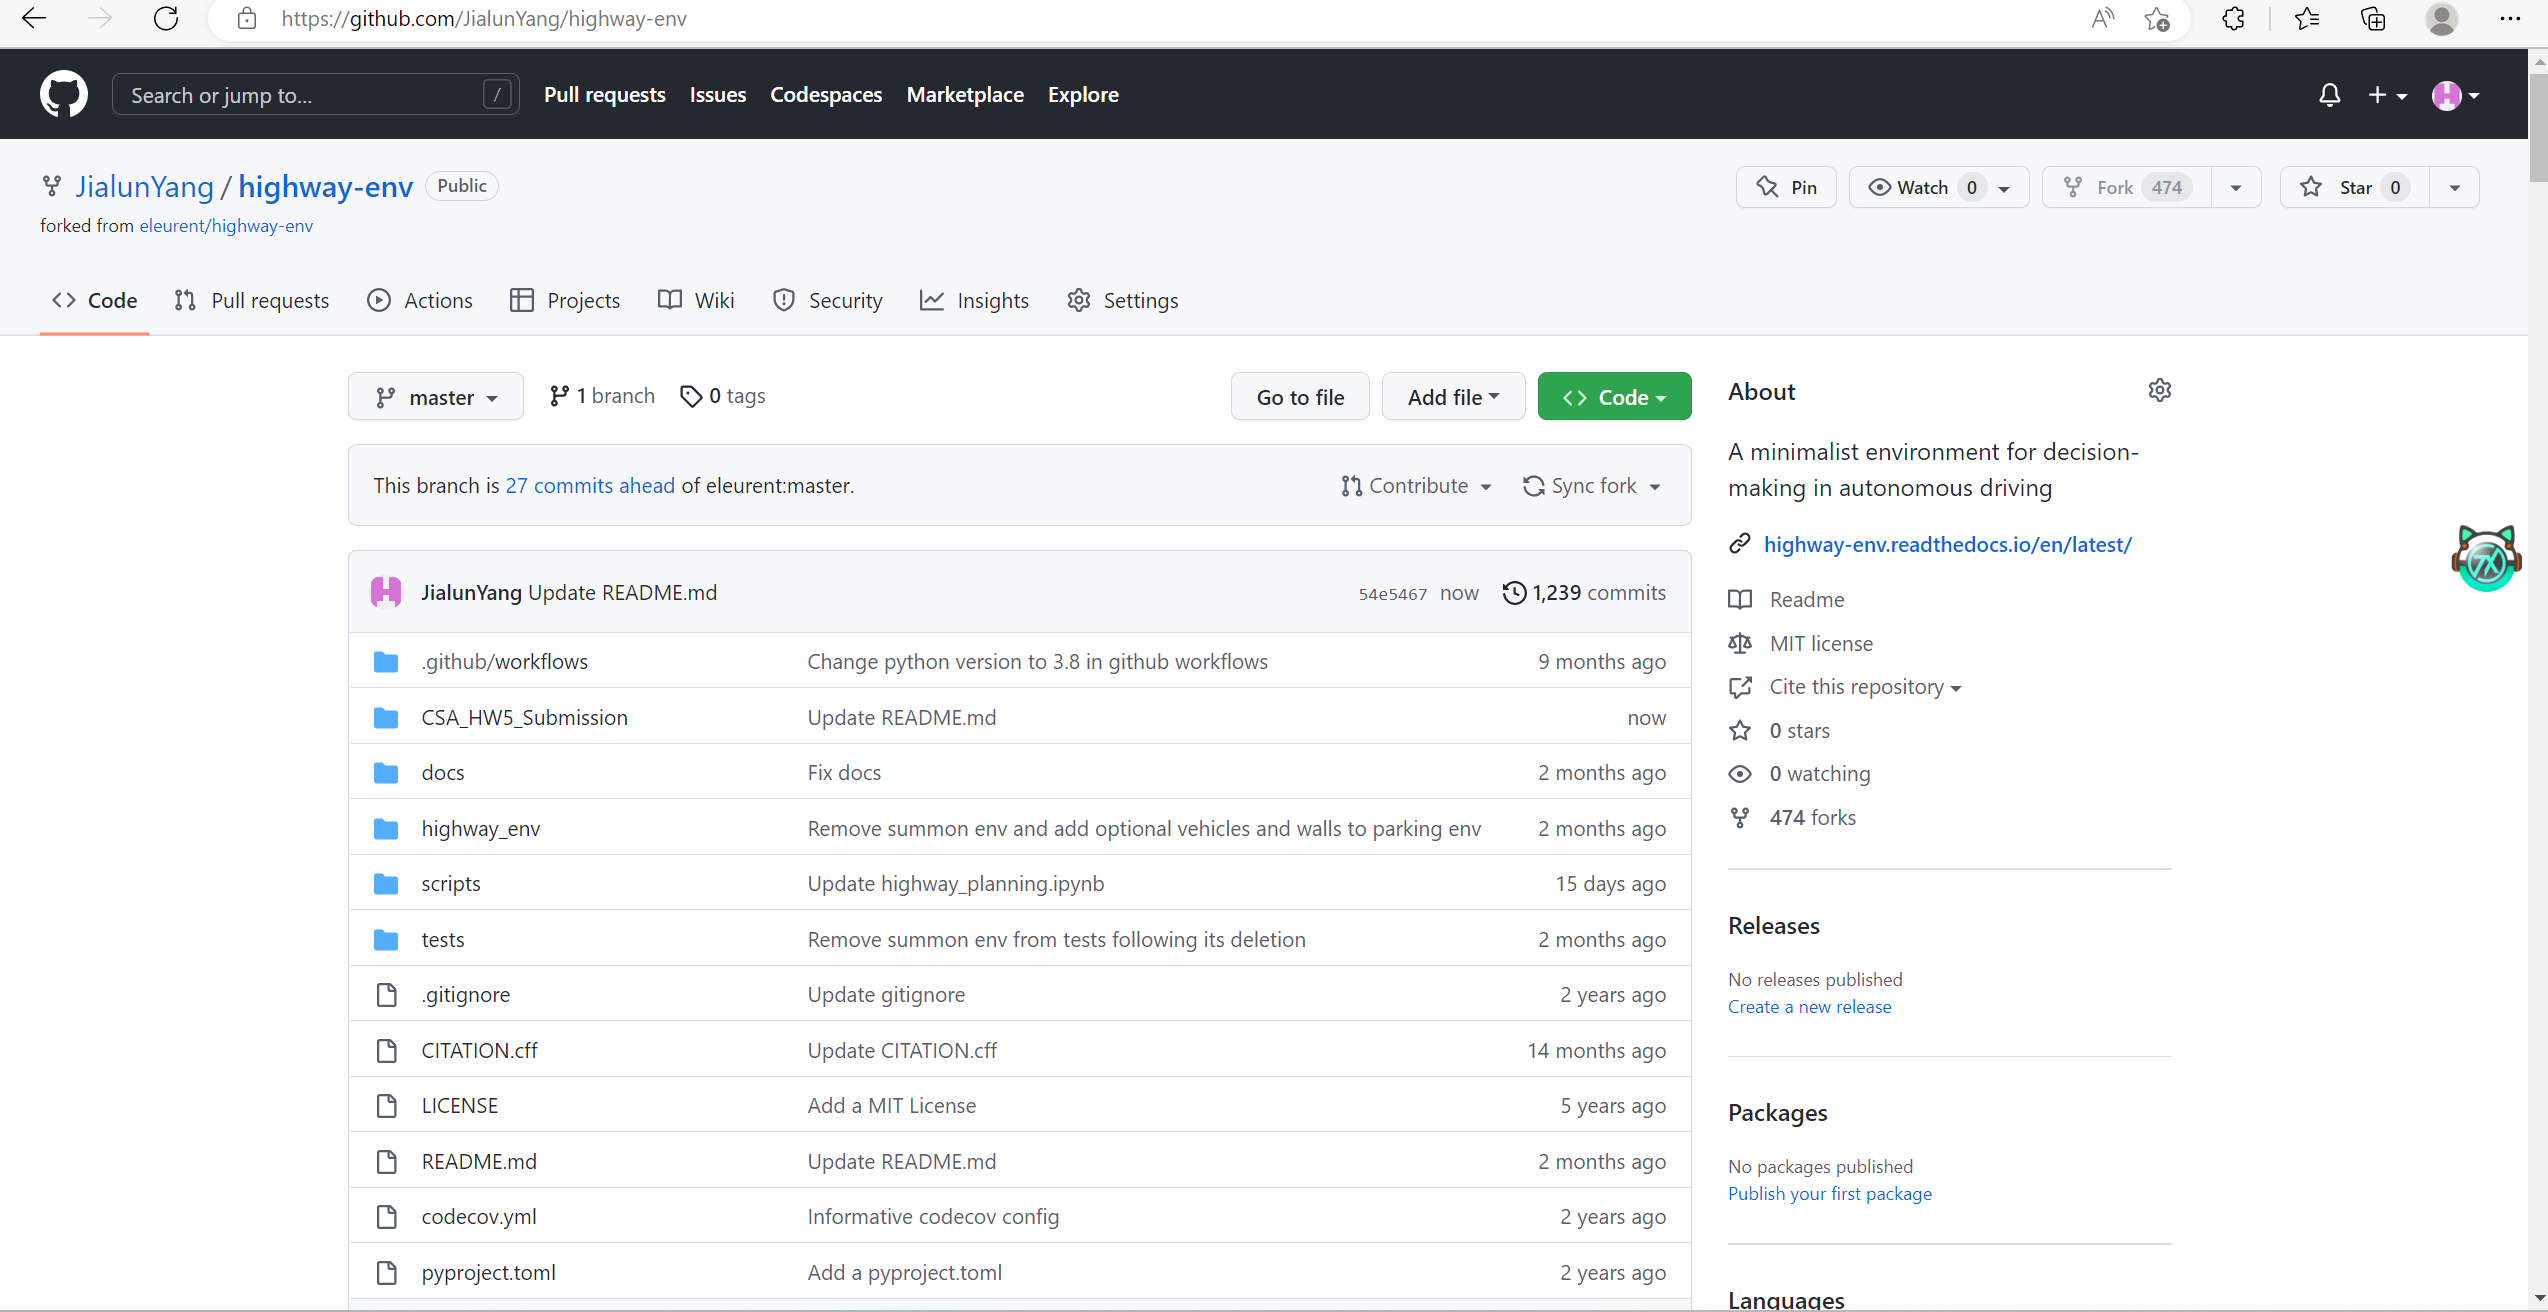 https://github.com/JialunYang/highway-env
Search or jump to... /
Pull requests Issues Codespaces Marketplace Explore
JialunYang / highway-env Public
Pin Watch 0 Fork 474 Star 0
forked from eleurent/highway-env
Code Pull requests Actions Projects Wiki Security Insights Settings
master 1 branch 0 tags Go to file Add file Code
This branch is 27 commits ahead of eleurent:master. Contribute Sync fork
JialunYang Update README.md 54e5467 now 1,239 commits
.github/workflows Change python version to 3.8 in github workflows 9 months ago
CSA_HW5_Submission Update README.md now
docs Fix docs 2 months ago
highway_env Remove summon env and add optional vehicles and walls to parking env 2 months ago
scripts Update highway_planning.ipynb 15 days ago
tests Remove summon env from tests following its deletion 2 months ago
.gitignore Update gitignore 2 years ago
CITATION.cff Update CITATION.cff 14 months ago
LICENSE Add a MIT License 5 years ago
README.md Update README.md 2 months ago
codecov.yml Informative codecov config 2 years ago
pyproject.toml Add a pyproject.toml 2 years ago
About
A minimalist environment for decision-
making in autonomous driving
highway-env.readthedocs.io/en/latest/
Readme
MIT license
Cite this repository
0 stars
0 watching
474 forks
Releases
No releases published
Create a new release
Packages
No packages published
Publish your first package
Languages